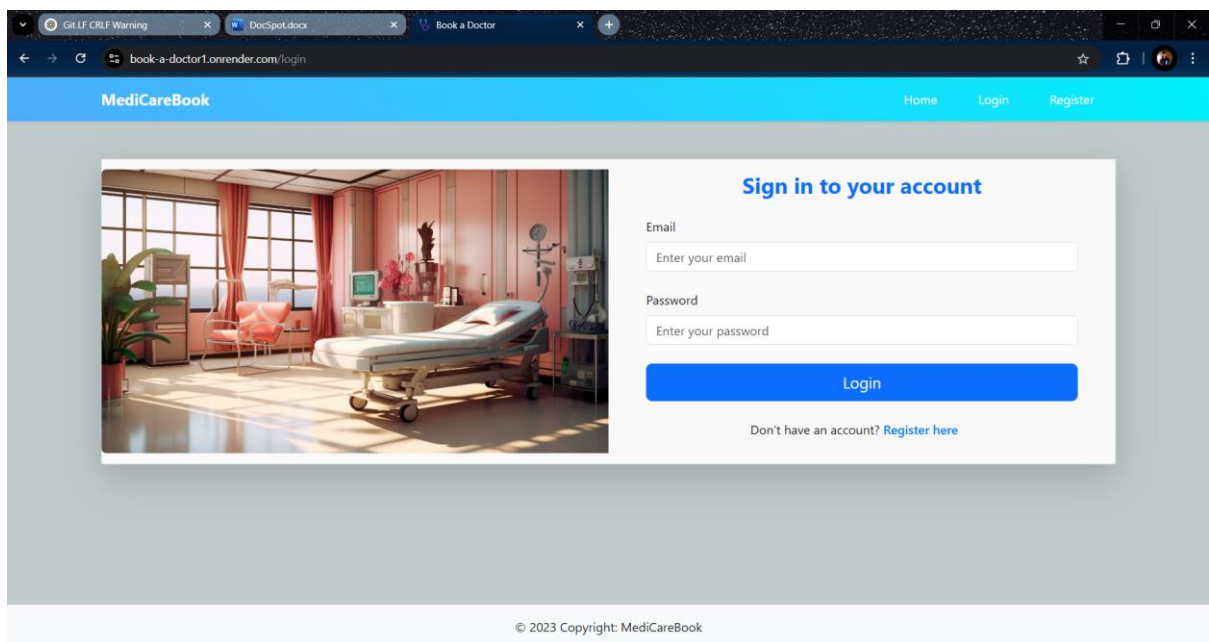 Git LF CRLF Warning
DocSpot.docx
Book a Doctor
book-a-doctor1.onrender.com/login
MediCareBook
Home Login Register
Sign in to your account
Email
Enter your email
Password
Enter your password
Login
Don't have an account? Register here
© 2023 Copyright: MediCareBook